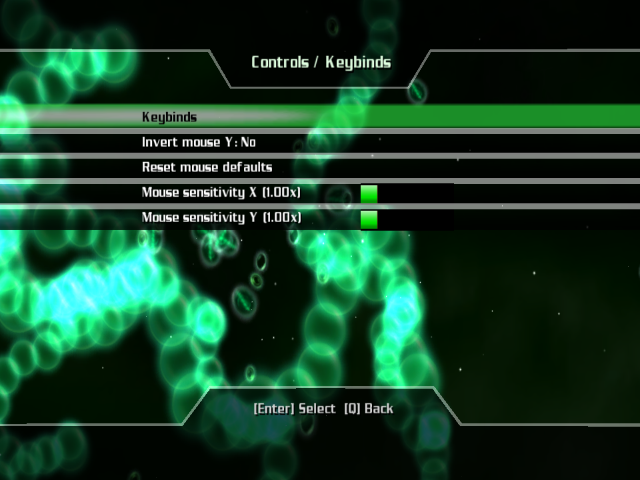 Controls / Keybinds
Keybinds
Invert mouse Y: No
Reset mouse defaults
Mouse sensitivity X (1.00x)
Mouse sensitivity Y (1.00x)
[Enter] Select [Q] Back